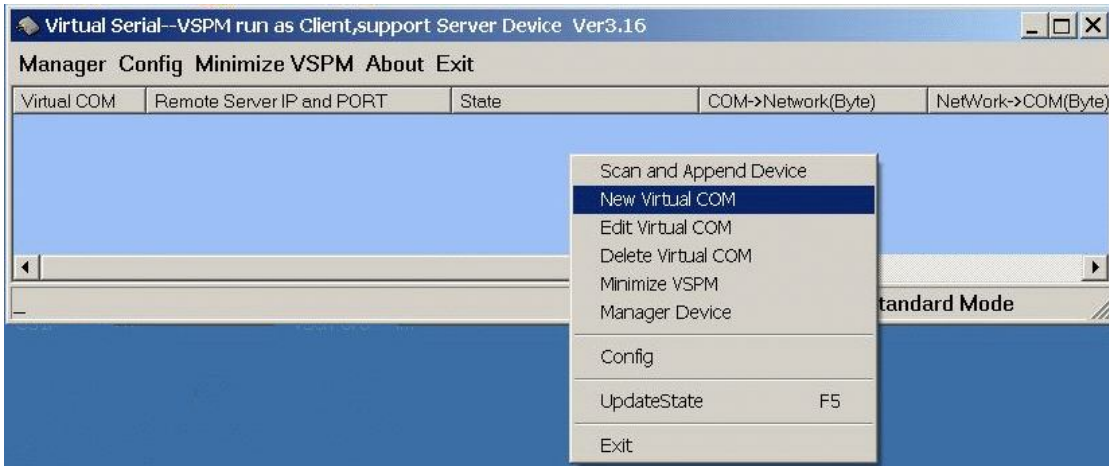 Virtual Serial--VSPM run as Client,support Server Device Ver3.16
Manager Config Minimize VSPM About Exit
Virtual COM Remote Server IP and PORT State COM->Network(Byte) NetWork->COM(Byte)
Scan and Append Device
New Virtual COM
Edit Virtual COM
Delete Virtual COM
Minimize VSPM
Manager Device
tandard Mode
Config
UpdateState F5
Exit